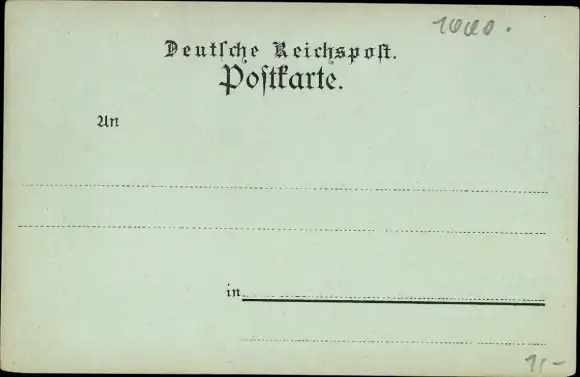 1000.
Deutsche Reichspost.
Postkarte.
An
in